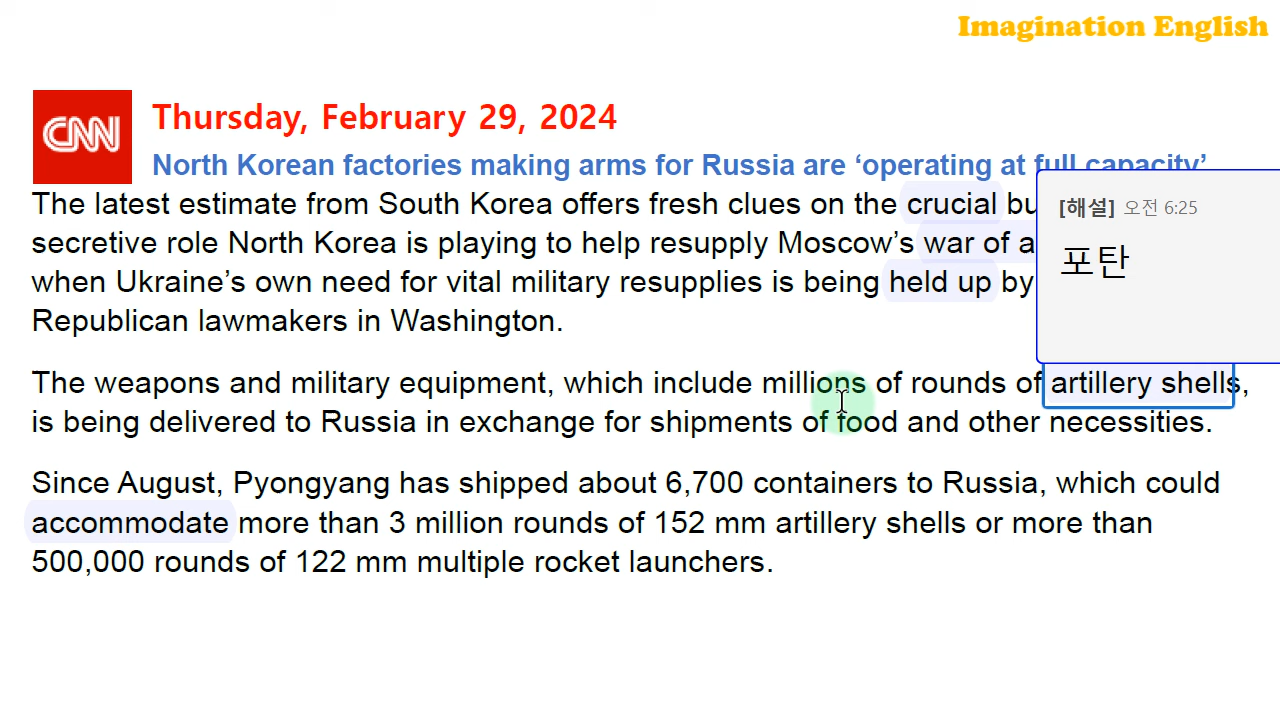 Imagination English
CNN
Thursday, February 29, 2024
North Korean factories making arms for Russia are ‘operating at full capacity’
The latest estimate from South Korea offers fresh clues on the crucial
secretive role North Korea is playing to help resupply Moscow’s war of
when Ukraine’s own need for vital military resupplies is being held up by
Republican lawmakers in Washington.
[해설] 오전 6:25
포탄
The weapons and military equipment, which include millions of rounds of artillery shells,
is being delivered to Russia in exchange for shipments of food and other necessities.
Since August, Pyongyang has shipped about 6,700 containers to Russia, which could
accommodate more than 3 million rounds of 152 mm artillery shells or more than
500,000 rounds of 122 mm multiple rocket launchers.